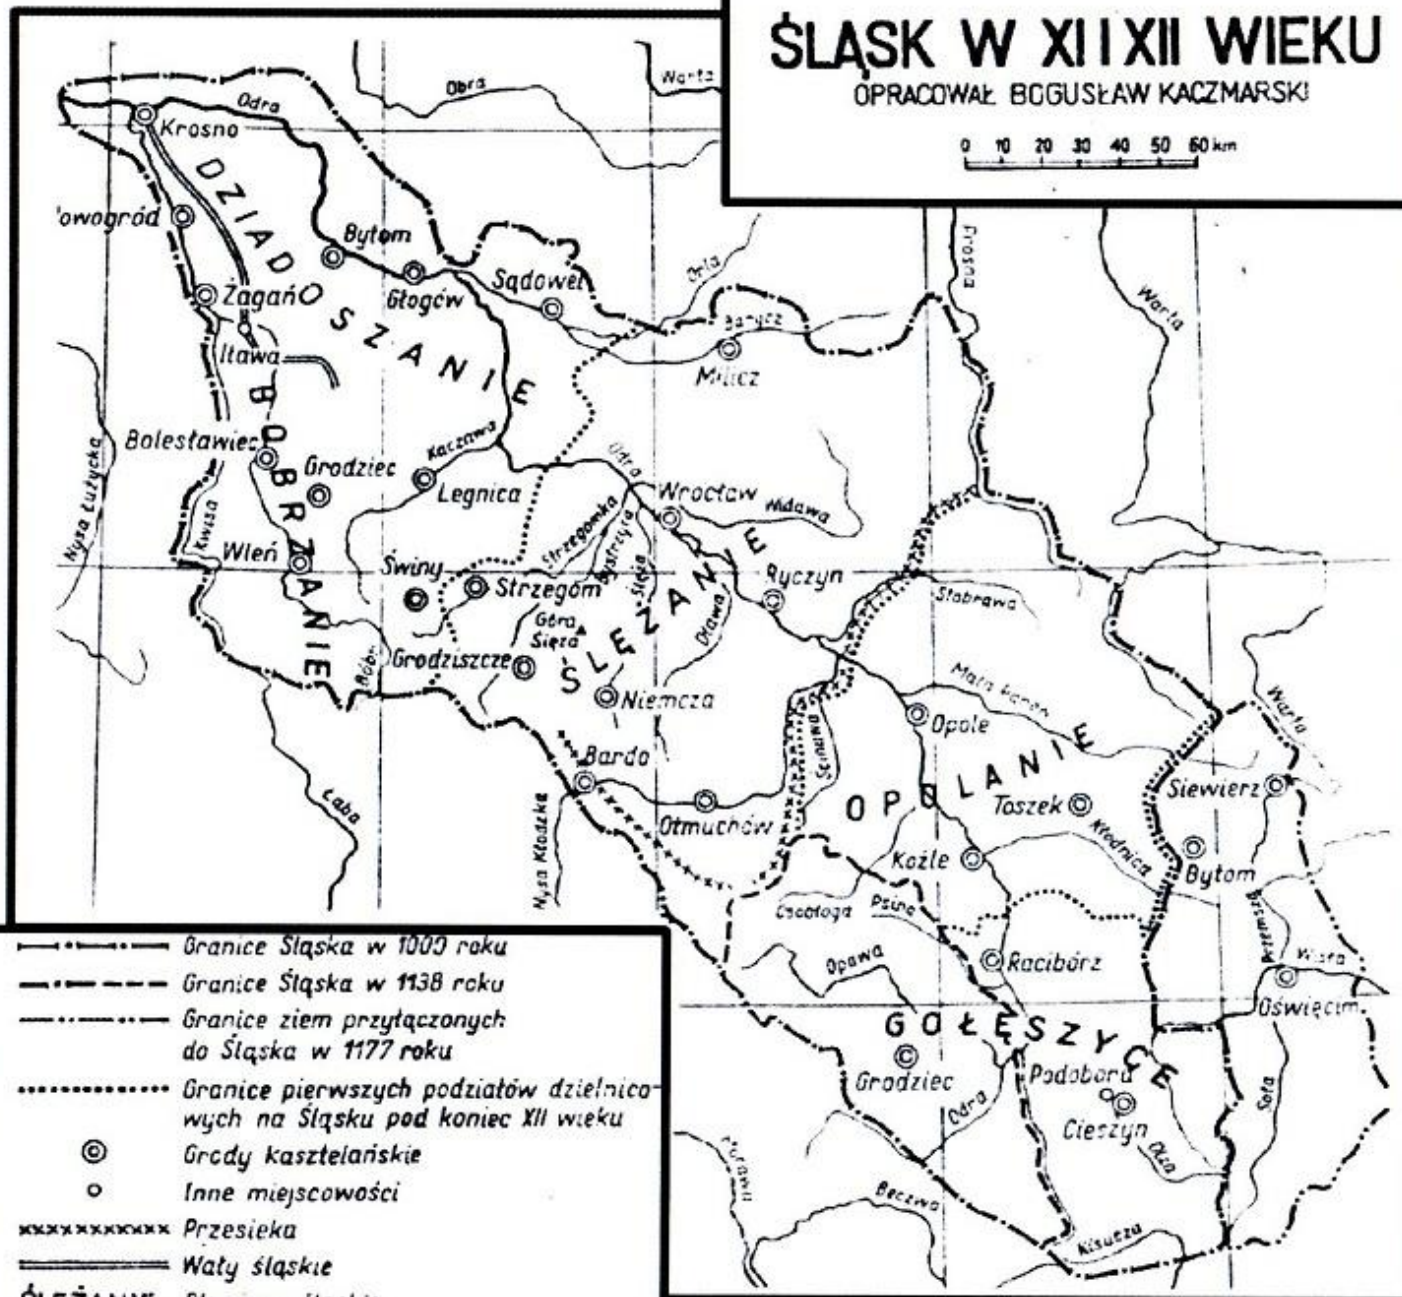 ŚLĄSK W XI I XII WIEKU
OPRACOWAŁ BOGUSŁAW KACZMARSKI
0 10 20 30 40 50 60 km
Obra
Warta
Odra
Krosno
DZIADOSZANIE
owogród
Bytom
Żagań
Głogów
Sądowel
Orla
Prosna
Warta
Iława
Barycz
Milicz
BOBRZANIE
Bolesławiec
Grodziec
Kaczawa
Legnica
Odra
Wrocław
Widawa
Nysa Łużycka
Kwisa
Wleń
Świny
Strzegomka
Bystrzyca
Ślęża
Strzegom
Ryczyn
Stobrawa
Góra
Ślęża
ŚLĘŻANIE
Oława
Bóbr
Grodziszcze
Niemcza
Mała Panew
Warta
Opole
Bardo
Ścinawa
OPOLANIE
Siewierz
Łaba
Otmuchów
Toszek
Kłodnica
Nysa Kłodzka
Koźle
Bytom
Osobłoga
Psina
Przemsza
Opawa
Racibórz
Wisła
Oświęcim
GOŁĘSZYCE
Grodziec
Podobora
Odra
Cieszyn
Soła
Olza
Morawa
Beczwa
Kisucza
Granice Śląska w 1000 roku
Granice Śląska w 1138 roku
Granice ziem przyłączonych
do Śląska w 1177 roku
Granice pierwszych podziałów dzielnico-
wych na Śląsku pod koniec XII wieku
Grody kasztelańskie
Inne miejscowości
Przesieka
Wały śląskie